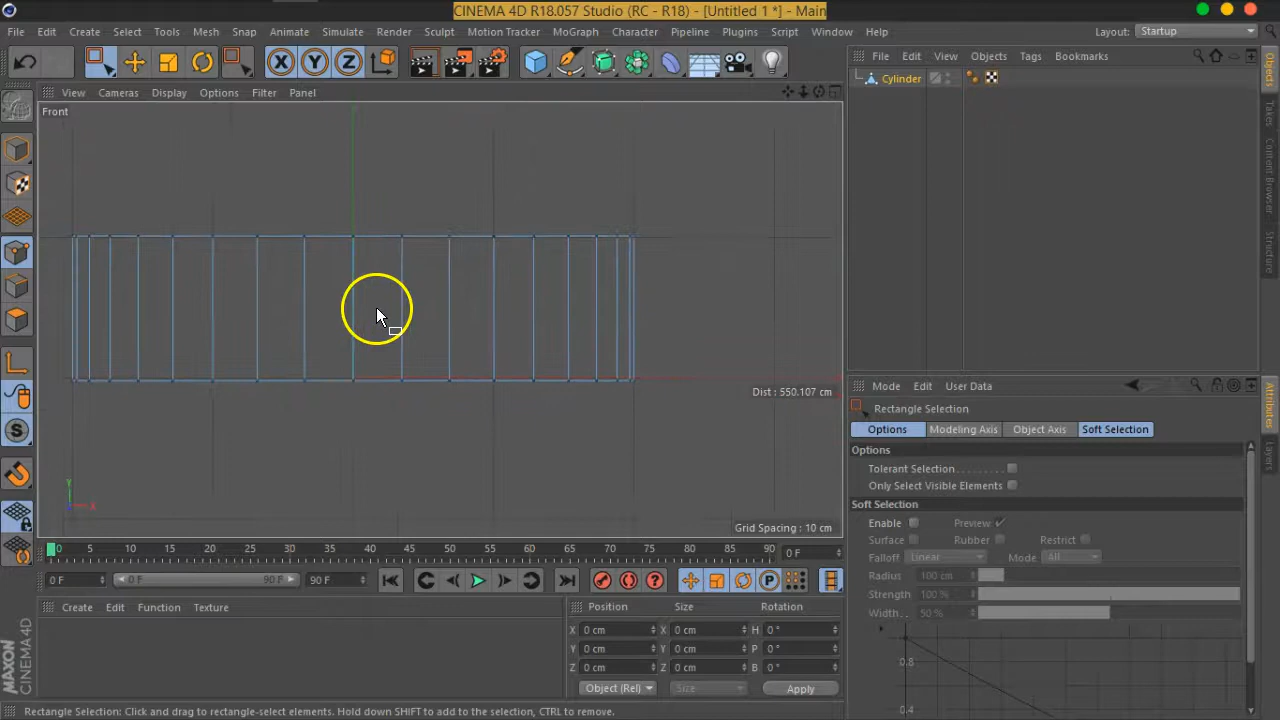 CINEMA 4D R18.057 Studio (RC - R18) - [Untitled 1 *] - Main
File Edit Create Select Tools Mesh Snap Animate Simulate Render Sculpt Motion Tracker MoGraph Character Pipeline Plugins Script Window Help Layout: Startup
X Y Z
View Cameras Display Options Filter Panel
File Edit View Objects Tags Bookmarks
Cylinder
Front
Dist : 550.107 cm
Y
X
Grid Spacing : 10 cm
Objects
Takes
Content Browser
Structure
Mode Edit User Data
Rectangle Selection
Options Modeling Axis Object Axis Soft Selection
Options
Tolerant Selection
Only Select Visible Elements
Soft Selection
Enable Preview
Surface Rubber Restrict
Falloff Linear Mode All
Radius 100 cm
Strength 100 %
Width 50 %
0.8
0.4
Attributes
Layers
S
0 5 10 15 20 25 30 35 40 45 50 55 60 65 70 75 80 85 90 0 F
0 F 0 F 90 F 90 F
P
Create Edit Function Texture
Position Size Rotation
X 0 cm X 0 cm H 0 °
Y 0 cm Y 0 cm P 0 °
Z 0 cm Z 0 cm B 0 °
Object (Rel) Size Apply
MAXON
CINEMA 4D
Rectangle Selection: Click and drag to rectangle-select elements. Hold down SHIFT to add to the selection, CTRL to remove.